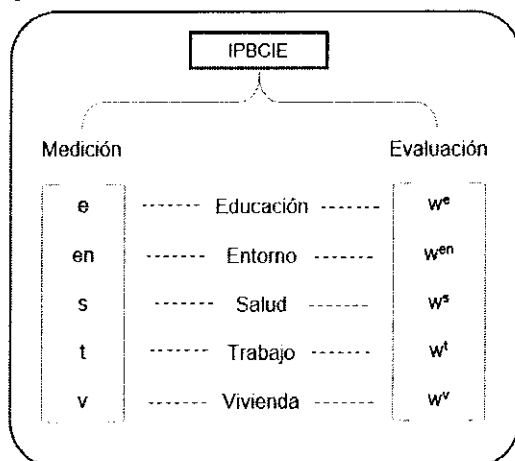 IPBCIE
Medición Evaluación
e Educación wᵉ
en Entorno wᵉⁿ
s Salud wˢ
t Trabajo wᵗ
v Vivienda wᵛ